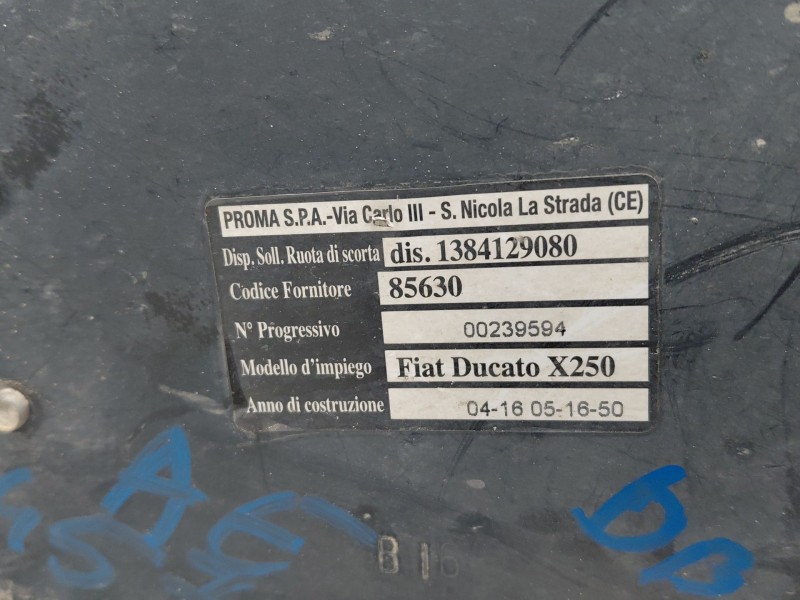 PROMA S.P.A.-Via Carlo III - S. Nicola La Strada (CE)
Disp. Soll. Ruota di scorta dis. 1384129080
Codice Fornitore 85630
N° Progressivo 00239594
Modello d'impiego Fiat Ducato X250
Anno di costruzione 04-16 05-16-50